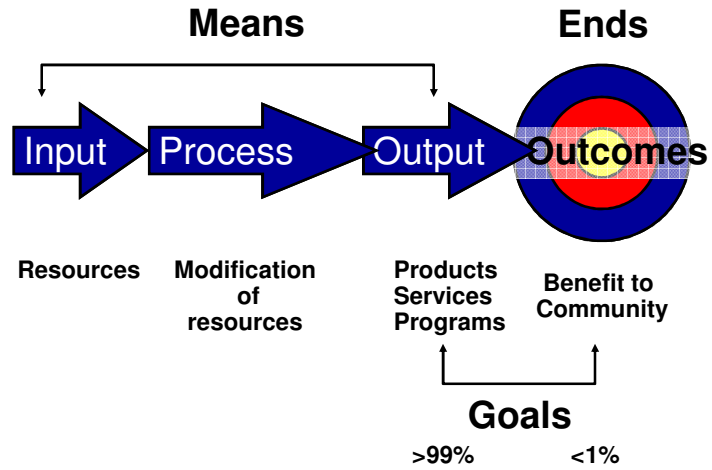 Means Ends
Input Process Output Outcomes
Resources
Modification
of
resources
Products
Services
Programs
Benefit to
Community
Goals
>99% <1%